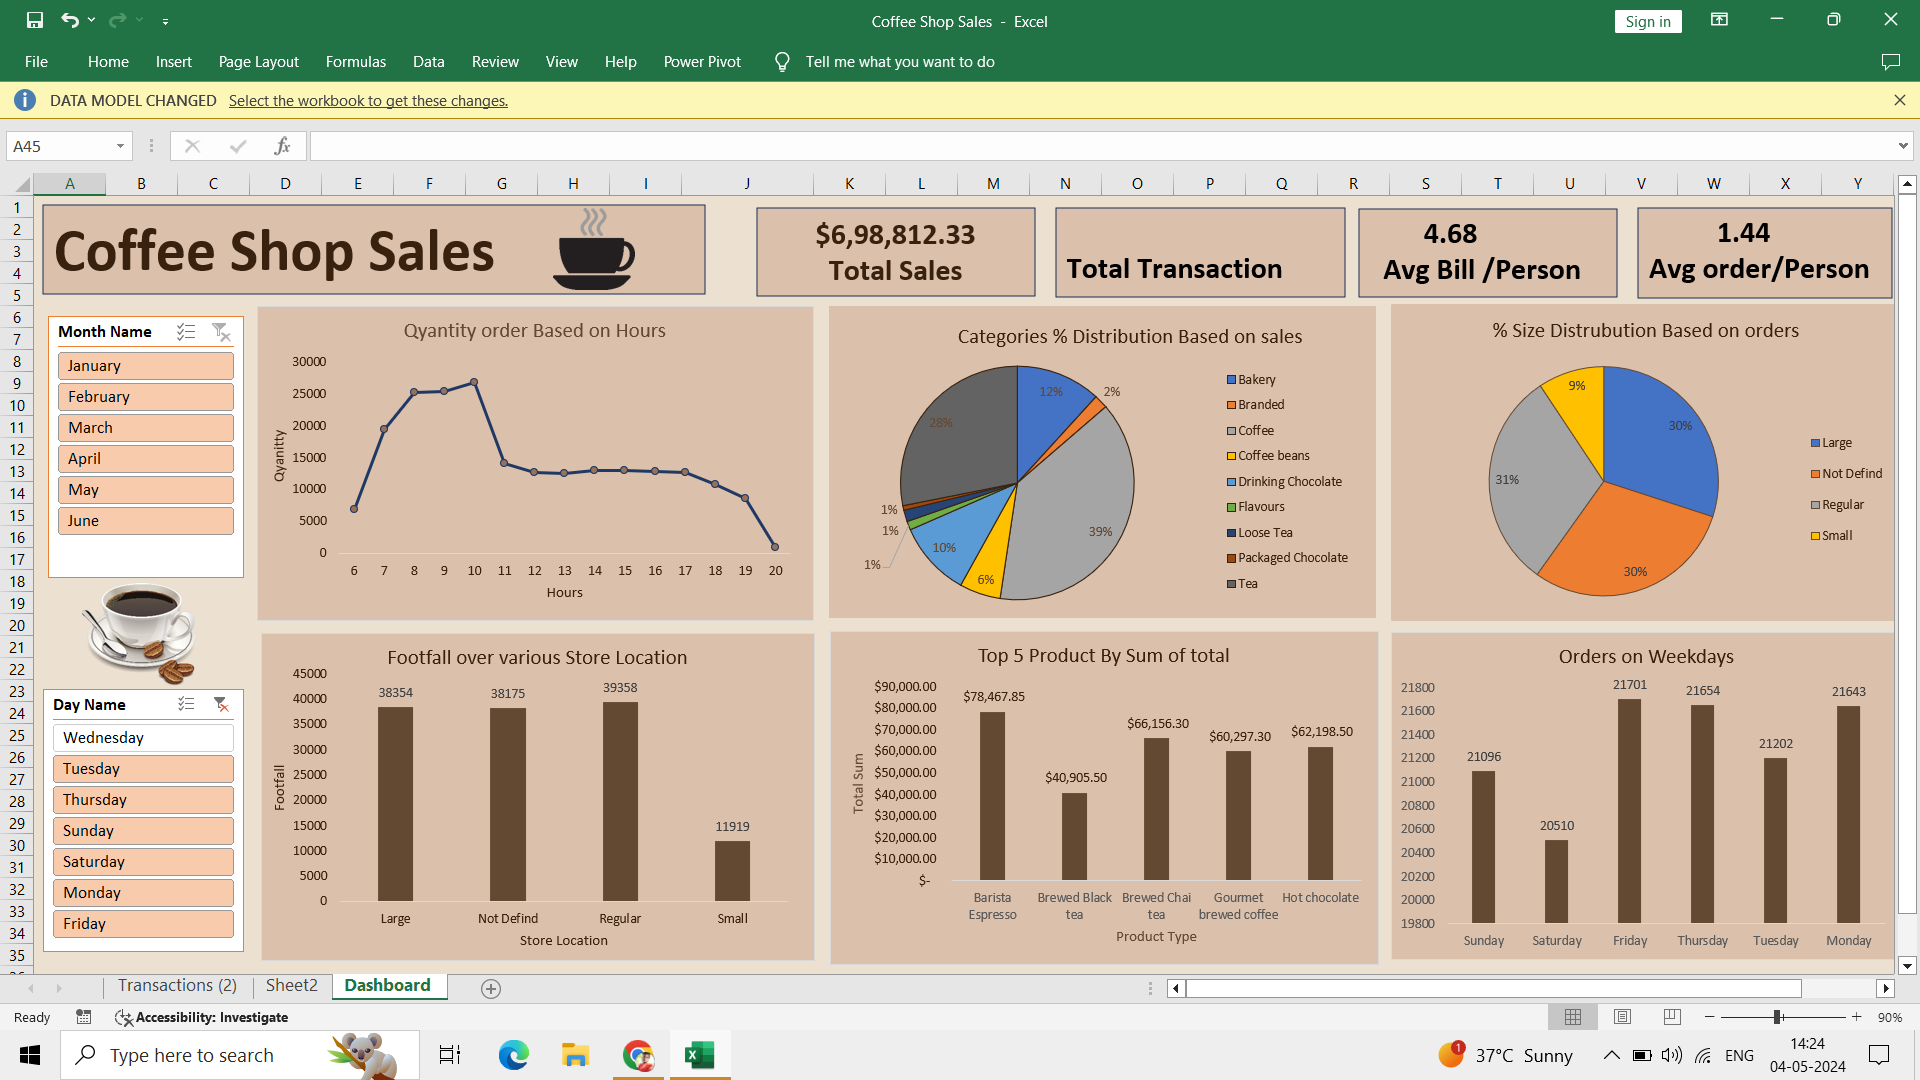 Coffee Shop Sales - Excel
Sign in
File Home Insert Page Layout Formulas Data Review View Help Power Pivot Tell me what you want to do
DATA MODEL CHANGED Select the workbook to get these changes.
A45 fx
A B C D E F G H I J K L M N O P Q R S T U V W X Y
1
2
3
4
5
6
7
8
9
10
11
12
13
14
15
16
17
18
19
20
21
22
23
24
25
26
27
28
29
30
31
32
33
34
35
Coffee Shop Sales
$6,98,812.33
Total Sales
Total Transaction
4.68
Avg Bill /Person
1.44
Avg order/Person
Month Name
January
February
March
April
May
June
Qyantity order Based on Hours
30000
25000
20000
15000
10000
5000
0
Qyanitty
6 7 8 9 10 11 12 13 14 15 16 17 18 19 20
Hours
Categories % Distribution Based on sales
12%
2%
39%
6%
10%
1%
1%
1%
28%
Bakery
Branded
Coffee
Coffee beans
Drinking Chocolate
Flavours
Loose Tea
Packaged Chocolate
Tea
% Size Distrubution Based on orders
9%
30%
31%
30%
Large
Not Defind
Regular
Small
Day Name
Wednesday
Tuesday
Thursday
Sunday
Saturday
Monday
Friday
Footfall over various Store Location
45000
40000
35000
30000
25000
20000
15000
10000
5000
0
Footfall
38354 38175 39358 11919
Large Not Defind Regular Small
Store Location
Top 5 Product By Sum of total
$90,000.00
$80,000.00
$70,000.00
$60,000.00
$50,000.00
$40,000.00
$30,000.00
$20,000.00
$10,000.00
$-
Total Sum
$78,467.85 $40,905.50 $66,156.30 $60,297.30 $62,198.50
Barista Brewed Black Brewed Chai Gourmet Hot chocolate
Espresso tea tea brewed coffee
Product Type
Orders on Weekdays
21800
21600
21400
21200
21000
20800
20600
20400
20200
20000
19800
21096 20510 21701 21654 21202 21643
Sunday Saturday Friday Thursday Tuesday Monday
Transactions (2) Sheet2 Dashboard
Ready Accessibility: Investigate 90%
Type here to search
1 37°C Sunny ENG
14:24
04-05-2024